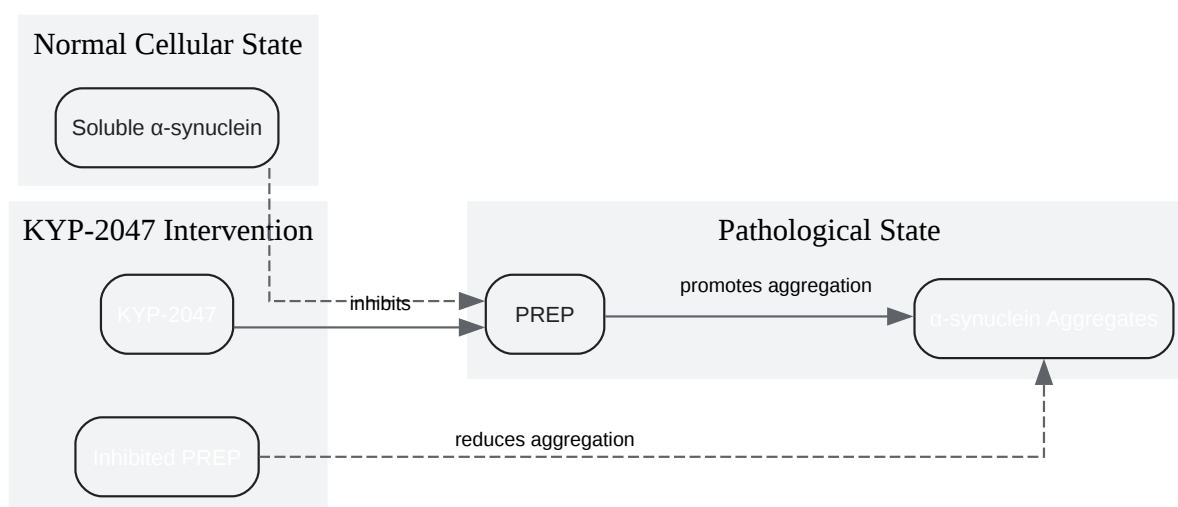 Normal Cellular State
Soluble α-synuclein
KYP-2047 Intervention
KYP-2047
inhibits
Inhibited PREP
reduces aggregation
Pathological State
PREP
promotes aggregation
α-synuclein Aggregates